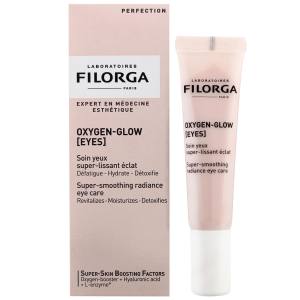 PERFECTION
LABORATOIRES
FILORGA
PARIS
EXPERT EN MÉDECINE
ESTHÉTIQUE
OXYGEN-GLOW
[EYES]
Soin yeux
super-lissant éclat
Défatigue - Hydrate - Détoxifie
Super-smoothing radiance
eye care
Revitalizes - Moisturizes - Detoxifies
SUPER-SKIN BOOSTING FACTORS
Oxygen-booster + Hyaluronic acid
+ L-enzyme*
LABORATOIRES
FILORGA
PARIS
OXYGEN-GLOW
[EYES]
Soin yeux
super-lissant éclat
Super-smoothing
radiance eye care